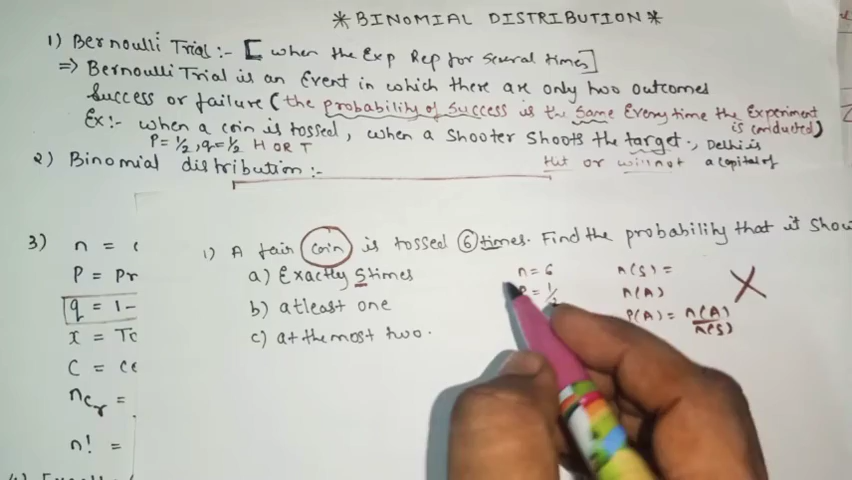 *BINOMIAL DISTRIBUTION*
1) Bernoulli Trial :- [ when the Exp Rep for several times]
=> Bernoulli Trial is an Event in which there are only two outcomes
Success or failure ( the probability of Success is the same Every time the Experiment
is conducted)
Ex:- when a coin is tossed, when a shooter shoots the target., Delhi is
P = 1/2, q = 1/2 H OR T
Hit or will not a capital of
2) Binomial distribution :-
3) n =
1) A fair coin is tossed 6 times. Find the probability that it show
P = Pr
a) Exactly 5 times
n = 6
n(S) =
q = 1-
b) atleast one
P = 1/2
n(A)
x = To
c) at the most two.
P(A) = n(A)/n(S)
X
C = ce
nCr =
n! =